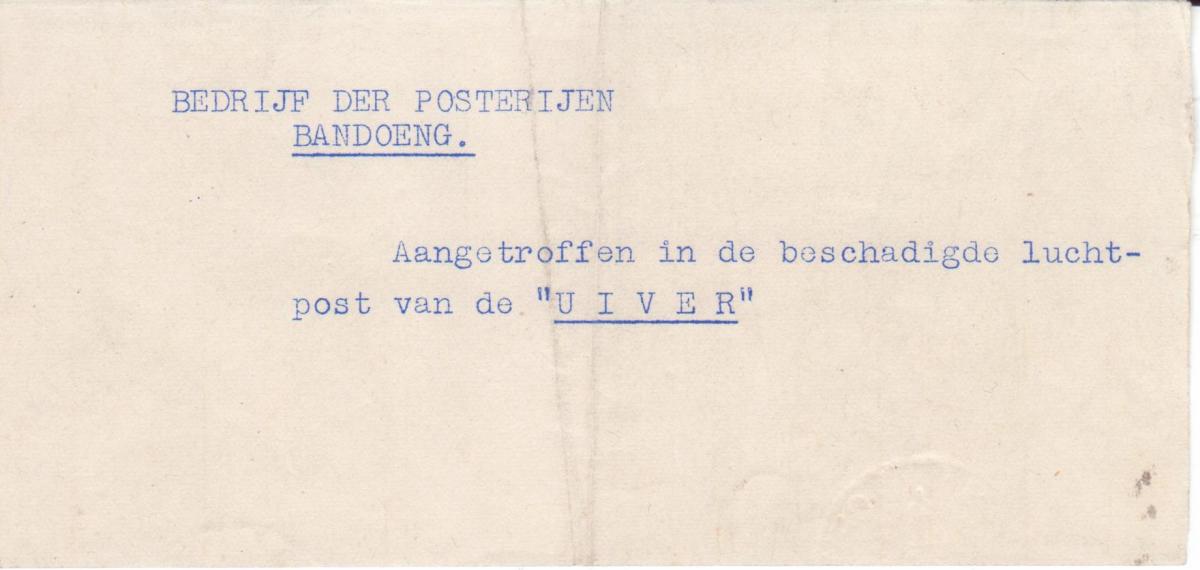 BEDRIJF DER POSTERIJEN
BANDOENG.
Aangetroffen in de beschadigde lucht-
post van de "U I V E R"